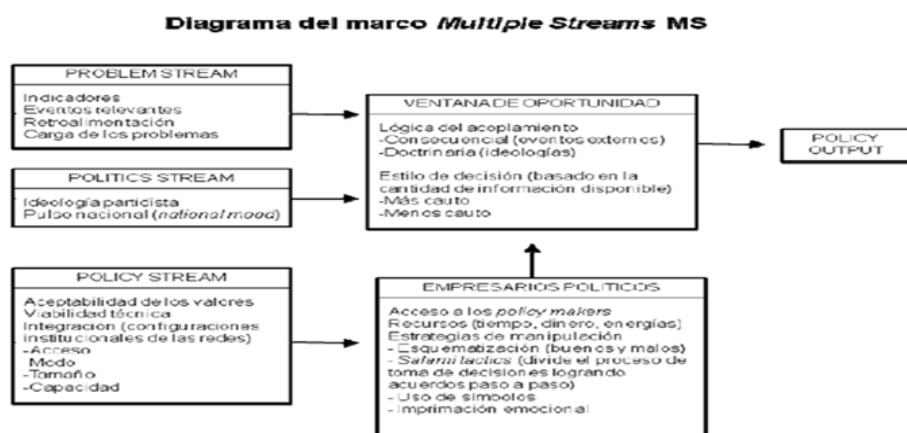 Diagrama del marco Multiple Streams MS
PROBLEM STREAM
Indicadores
Eventos relevantes
Retroalimentación
Carga de los problemas
POLITICS STREAM
Ideología partidista
Pulso nacional (national mood)
POLICY STREAM
Aceptabilidad de los valores
Viabilidad técnica
Integración (configuraciones
institucionales de las redes)
-Acceso
-Modo
-Tamaño
-Capacidad
VENTANA DE OPORTUNIDAD
Lógica del acoplamiento
-Consecuencial (eventos externos)
-Doctrinaria (ideologías)
Estilo de decisión (basado en la
cantidad de información disponible)
-Más cauto
-Menos cauto
EMPRESARIOS POLITICOS
Acceso a los policy makers
Recursos (tiempo, dinero, energías)
Estrategias de manipulación
- Esquematización (buenos y malos)
- Salami tactics (divide el proceso de
toma de decisiones logrando
acuerdos paso a paso)
- Uso de símbolos
- Imprimación emocional
POLICY
OUTPUT